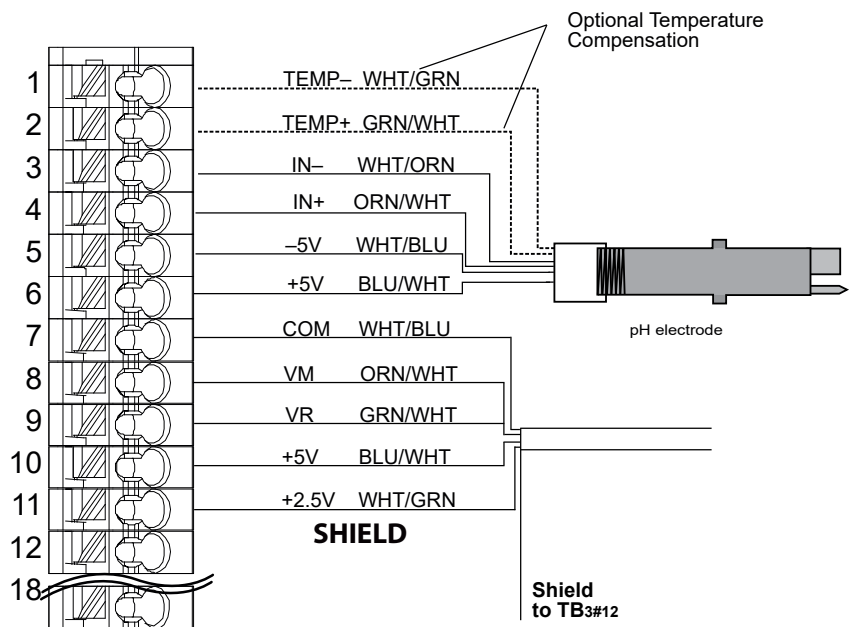 Optional Temperature
Compensation
1 TEMP– WHT/GRN
2 TEMP+ GRN/WHT
3 IN– WHT/ORN
4 IN+ ORN/WHT
5 –5V WHT/BLU
6 +5V BLU/WHT
pH electrode
7 COM WHT/BLU
8 VM ORN/WHT
9 VR GRN/WHT
10 +5V BLU/WHT
11 +2.5V WHT/GRN
12 SHIELD
18
Shield
to TB3#12